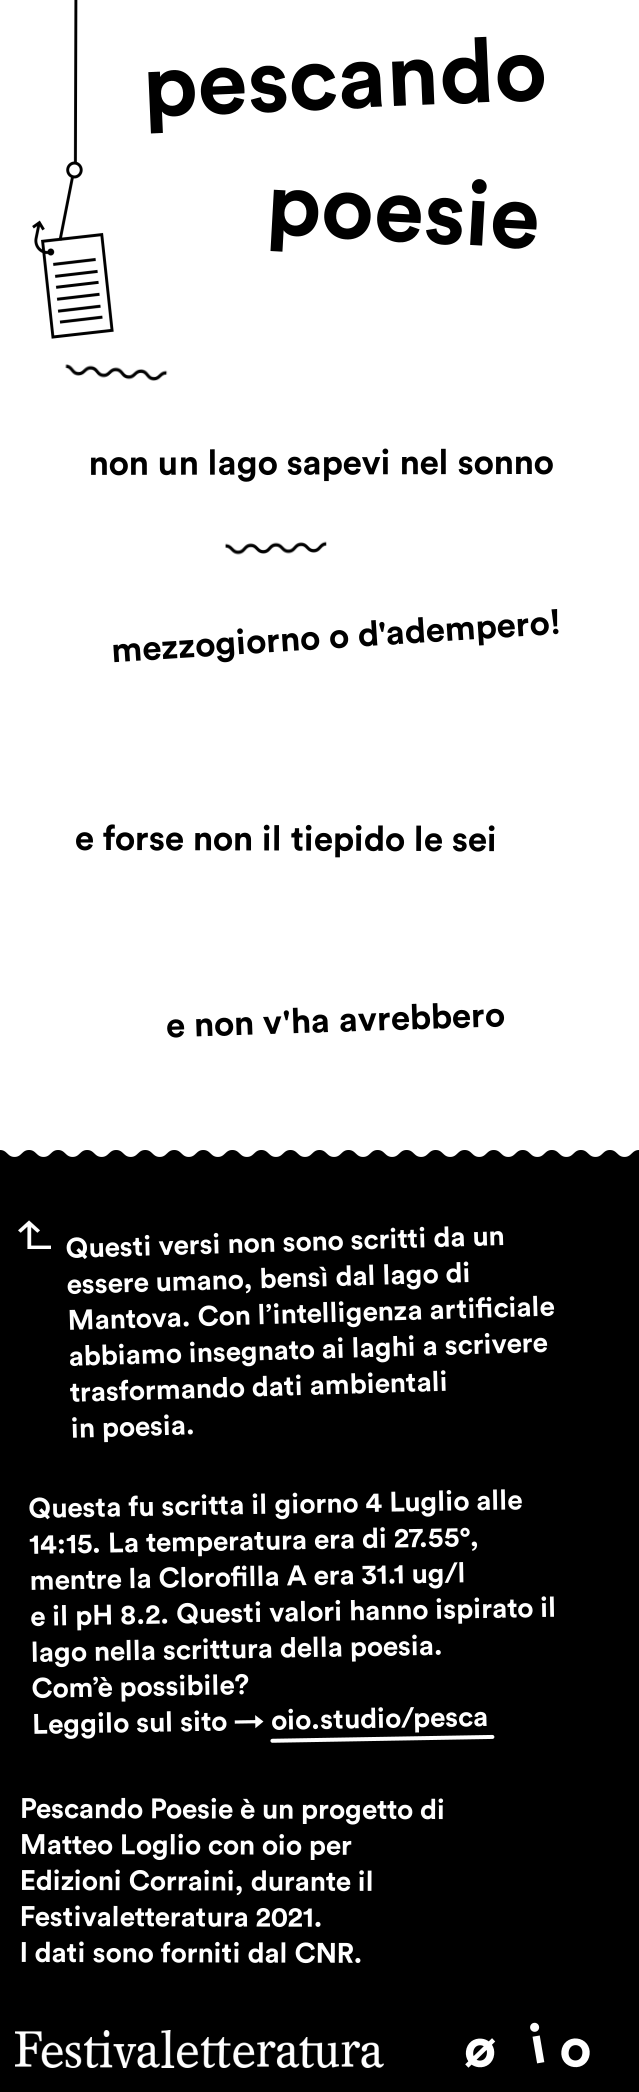 pescando
poesie
non un lago sapevi nel sonno
mezzogiorno o d'adempero!
e forse non il tiepido le sei
e non v'ha avrebbero
Questi versi non sono scritti da un
essere umano, bensì dal lago di
Mantova. Con l’intelligenza artificiale
abbiamo insegnato ai laghi a scrivere
trasformando dati ambientali
in poesia.
Questa fu scritta il giorno 4 Luglio alle
14:15. La temperatura era di 27.55°,
mentre la Clorofilla A era 31.1 ug/l
e il pH 8.2. Questi valori hanno ispirato il
lago nella scrittura della poesia.
Com’è possibile?
Leggilo sul sito → oio.studio/pesca
Pescando Poesie è un progetto di
Matteo Loglio con oio per
Edizioni Corraini, durante il
Festivaletteratura 2021.
I dati sono forniti dal CNR.
Festivaletteratura ø i o